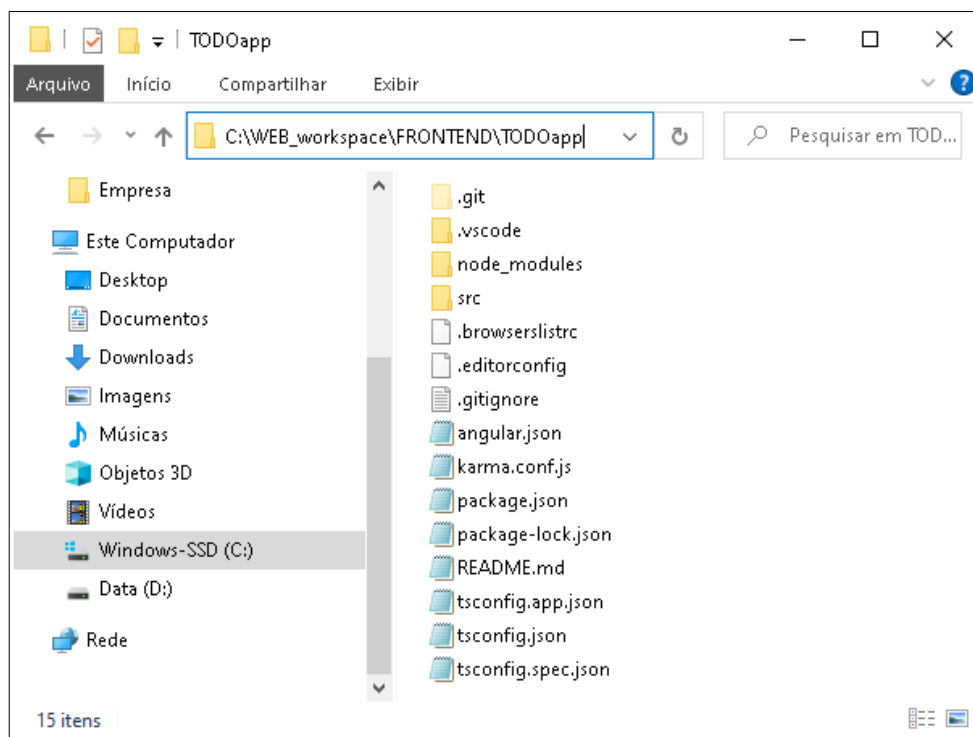 TODOapp
Arquivo Início Compartilhar Exibir
C:\WEB_workspace\FRONTEND\TODOapp Pesquisar em TOD...
Empresa
Este Computador
Desktop
Documentos
Downloads
Imagens
Músicas
Objetos 3D
Vídeos
Windows-SSD (C:)
Data (D:)
Rede
.git
.vscode
node_modules
src
.browserslistrc
.editorconfig
.gitignore
angular.json
karma.conf.js
package.json
package-lock.json
README.md
tsconfig.app.json
tsconfig.json
tsconfig.spec.json
15 itens